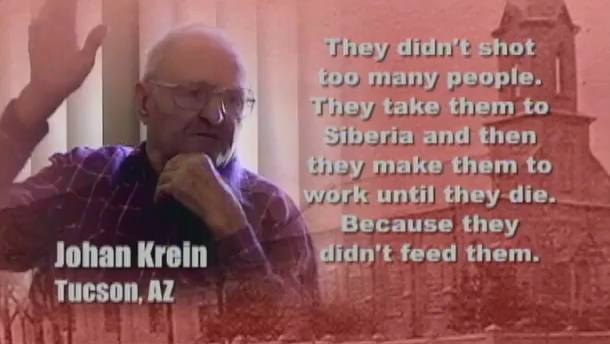 They didn't shot
too many people.
They take them to
Siberia and then
they make them to
work until they die.
Because they
didn't feed them.
Johan Krein
Tucson, AZ